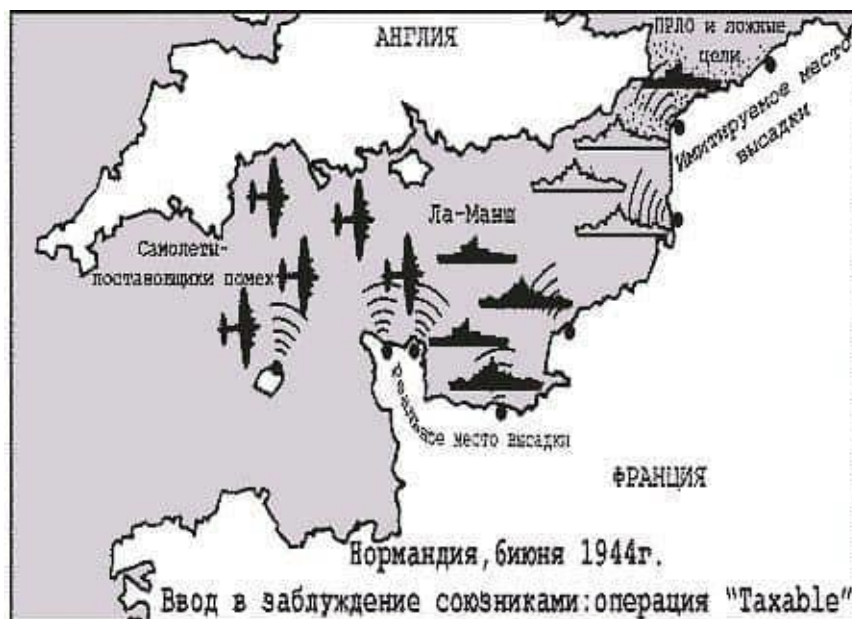 АНГЛИЯ
ПРЛО и ложные
цели
Имитируемое место
высадки
Ла-Манш
Самолеты-
постановщики помех
реальное место высадки
ФРАНЦИЯ
Нормандия, 6июня 1944г.
Ввод в заблуждение союзниками:операция "Taxable"